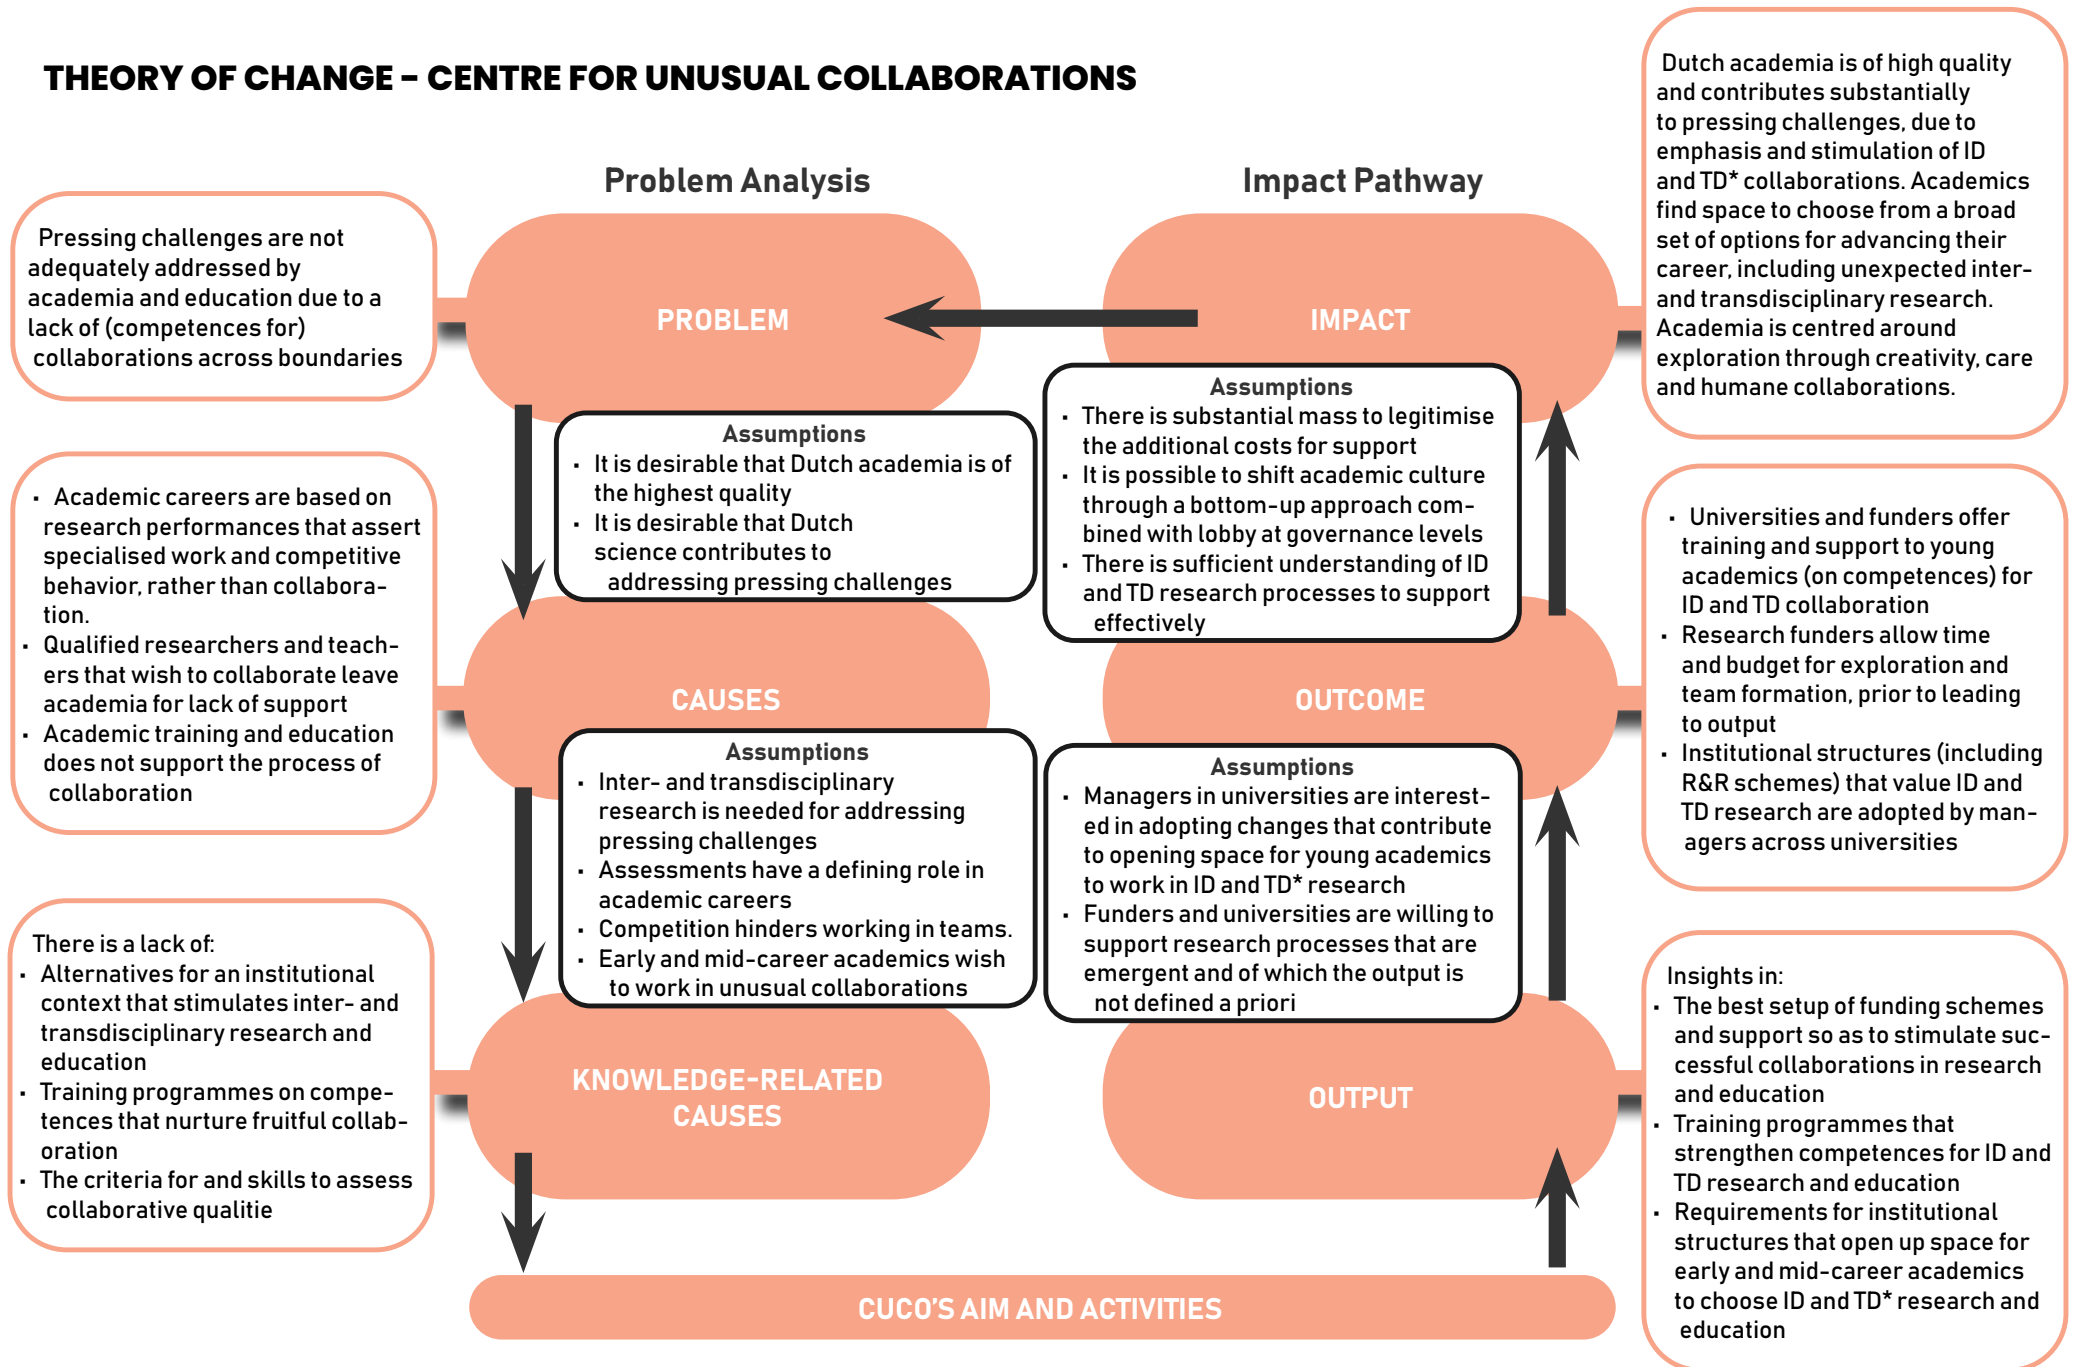 THEORY OF CHANGE – CENTRE FOR UNUSUAL COLLABORATIONS
Problem Analysis
Pressing challenges are not
adequately addressed by
academia and education due to a
lack of (competences for)
collaborations across boundaries
PROBLEM
Assumptions
• It is desirable that Dutch academia is of
the highest quality
• It is desirable that Dutch
science contributes to
addressing pressing challenges
• Academic careers are based on
research performances that assert
specialised work and competitive
behavior, rather than collabora-
tion.
• Qualified researchers and teach-
ers that wish to collaborate leave
academia for lack of support
• Academic training and education
does not support the process of
collaboration
CAUSES
Assumptions
• Inter- and transdisciplinary
research is needed for addressing
pressing challenges
• Assessments have a defining role in
academic careers
• Competition hinders working in teams.
• Early and mid-career academics wish
to work in unusual collaborations
There is a lack of:
• Alternatives for an institutional
context that stimulates inter- and
transdisciplinary research and
education
• Training programmes on compe-
tences that nurture fruitful collab-
oration
• The criteria for and skills to assess
collaborative qualitie
KNOWLEDGE-RELATED
CAUSES
CUCO'S AIM AND ACTIVITIES
Impact Pathway
IMPACT
Dutch academia is of high quality
and contributes substantially
to pressing challenges, due to
emphasis and stimulation of ID
and TD* collaborations. Academics
find space to choose from a broad
set of options for advancing their
career, including unexpected inter-
and transdisciplinary research.
Academia is centred around
exploration through creativity, care
and humane collaborations.
Assumptions
• There is substantial mass to legitimise
the additional costs for support
• It is possible to shift academic culture
through a bottom-up approach com-
bined with lobby at governance levels
• There is sufficient understanding of ID
and TD research processes to support
effectively
OUTCOME
• Universities and funders offer
training and support to young
academics (on competences) for
ID and TD collaboration
• Research funders allow time
and budget for exploration and
team formation, prior to leading
to output
• Institutional structures (including
R&R schemes) that value ID and
TD research are adopted by man-
agers across universities
Assumptions
• Managers in universities are interest-
ed in adopting changes that contribute
to opening space for young academics
to work in ID and TD* research
• Funders and universities are willing to
support research processes that are
emergent and of which the output is
not defined a priori
OUTPUT
Insights in:
• The best setup of funding schemes
and support so as to stimulate suc-
cessful collaborations in research
and education
• Training programmes that
strengthen competences for ID and
TD research and education
• Requirements for institutional
structures that open up space for
early and mid-career academics
to choose ID and TD* research and
education